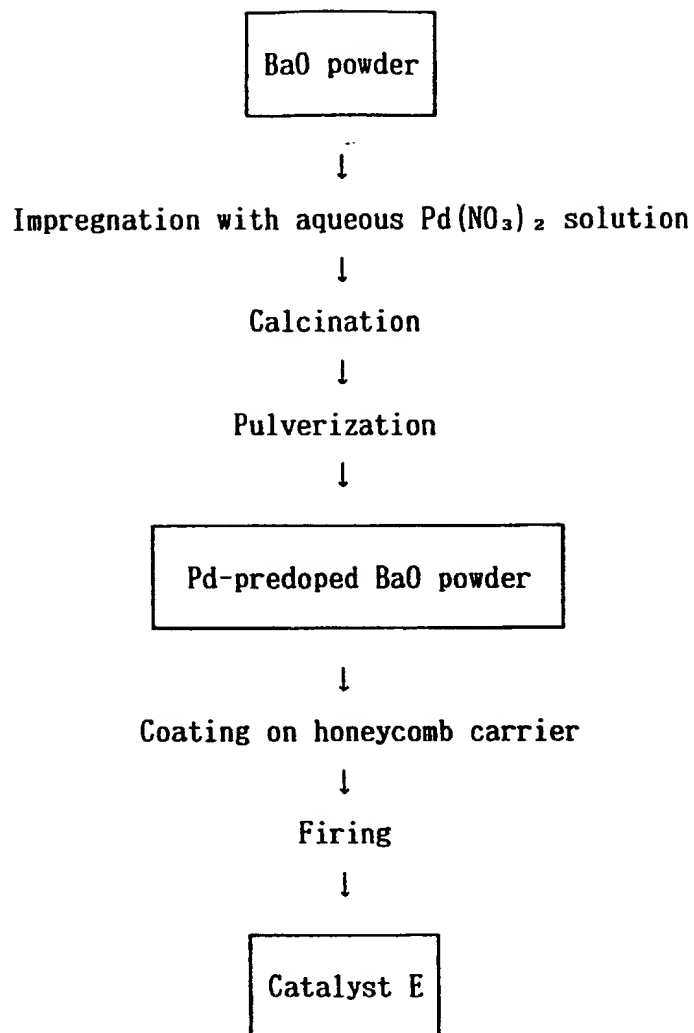 BaO powder
↓
Impregnation with aqueous Pd(NO₃)₂ solution
↓
Calcination
↓
Pulverization
↓
Pd-predoped BaO powder
↓
Coating on honeycomb carrier
↓
Firing
↓
Catalyst E